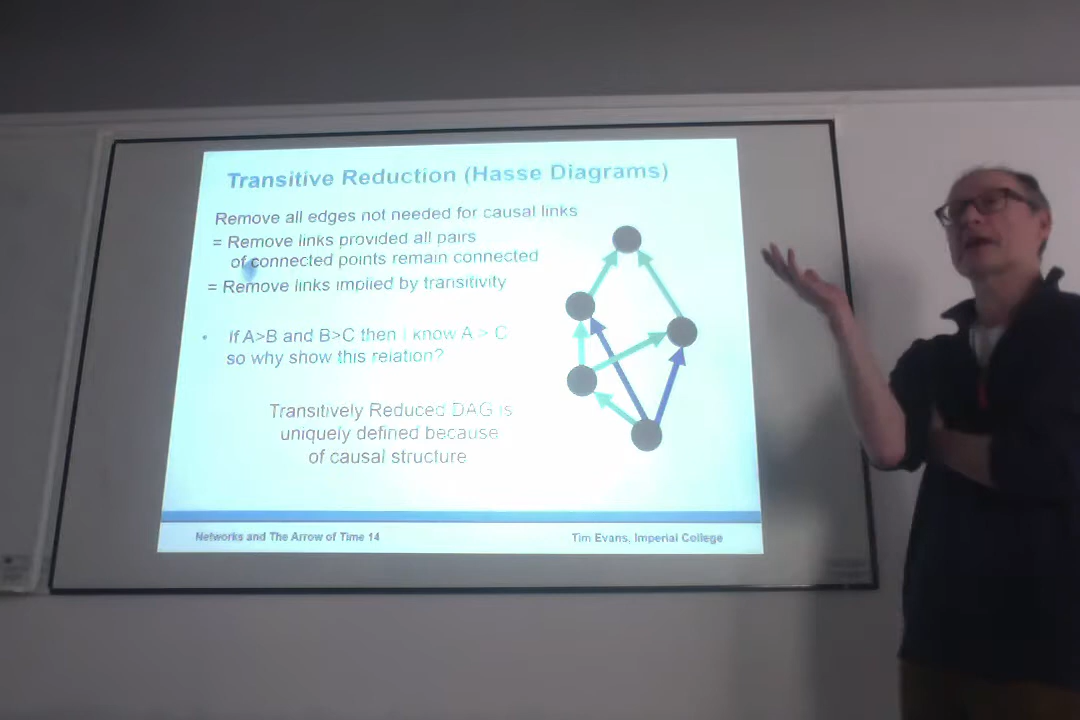 Transitive Reduction (Hasse Diagrams)
Remove all edges not needed for causal links
= Remove links provided all pairs
of connected points remain connected
= Remove links implied by transitivity
• If A>B and B>C then I know A > C
so why show this relation?
Transitively Reduced DAG is
uniquely defined because
of causal structure
Networks and The Arrow of Time 14
Tim Evans, Imperial College